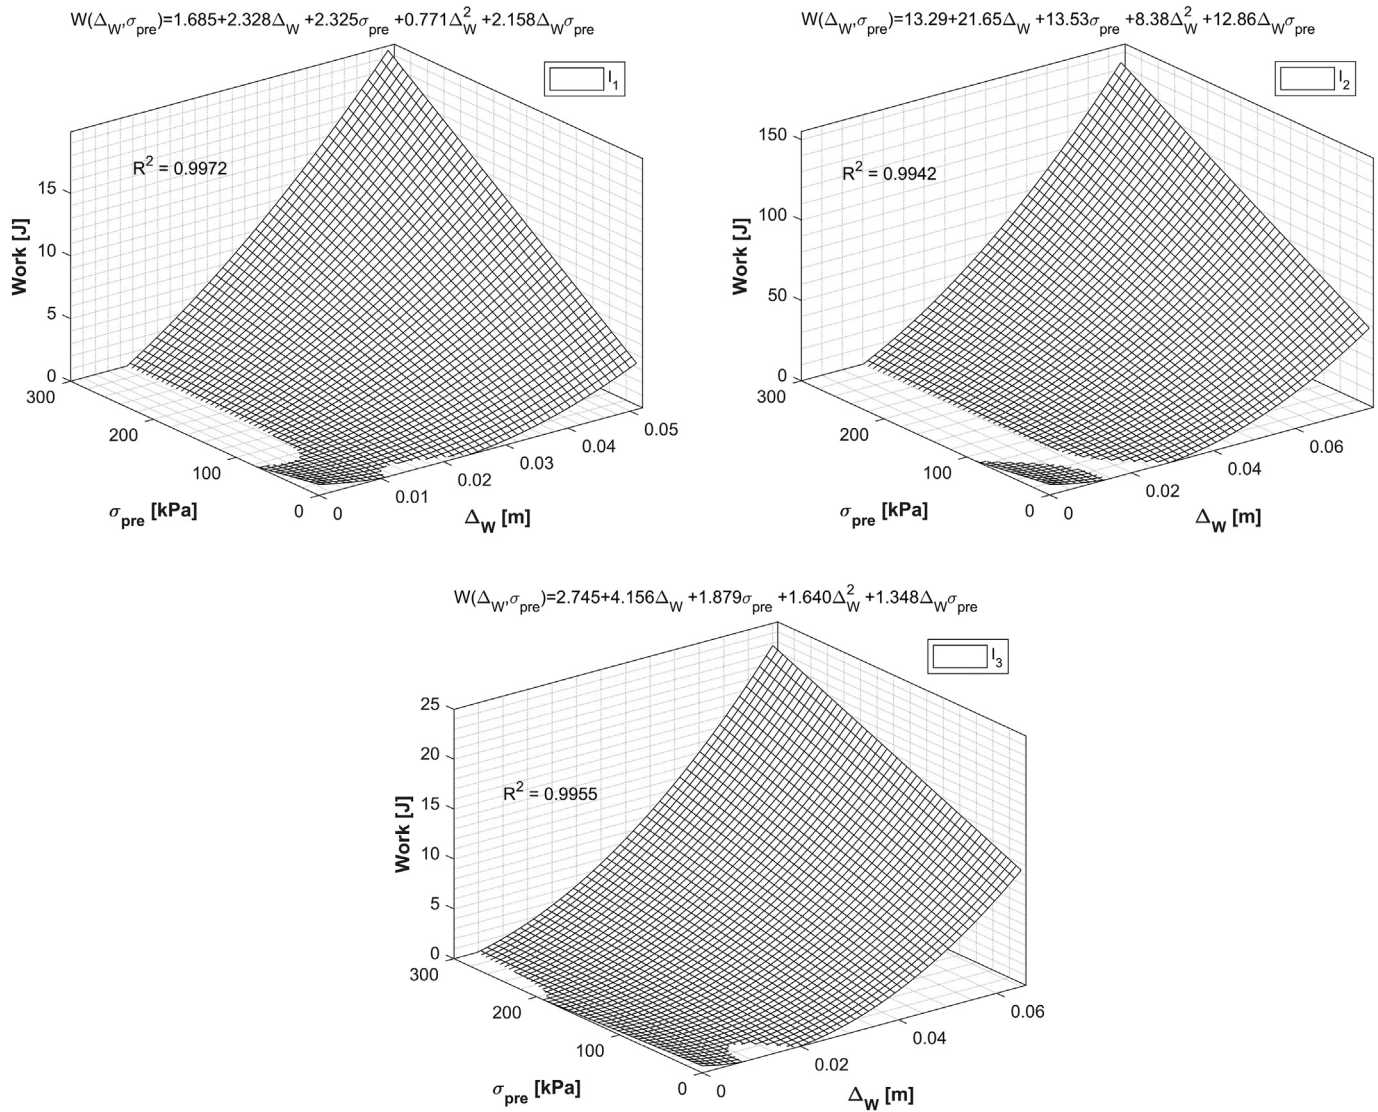 W(Δ_W,σ_pre)=1.685+2.328Δ_W +2.325σ_pre +0.771Δ_W^2 +2.158Δ_Wσ_pre
I_1
R^2 = 0.9972
15
10
5
0
Work [J]
300
200
100
0
σ_pre [kPa]
0
0.01
0.02
0.03
0.04
0.05
Δ_W [m]
W(Δ_W,σ_pre)=13.29+21.65Δ_W +13.53σ_pre +8.38Δ_W^2 +12.86Δ_Wσ_pre
I_2
R^2 = 0.9942
150
100
50
0
Work [J]
300
200
100
0
σ_pre [kPa]
0
0.02
0.04
0.06
Δ_W [m]
W(Δ_W,σ_pre)=2.745+4.156Δ_W +1.879σ_pre +1.640Δ_W^2 +1.348Δ_Wσ_pre
I_3
R^2 = 0.9955
25
20
15
10
5
0
Work [J]
300
200
100
0
σ_pre [kPa]
0
0.02
0.04
0.06
Δ_W [m]